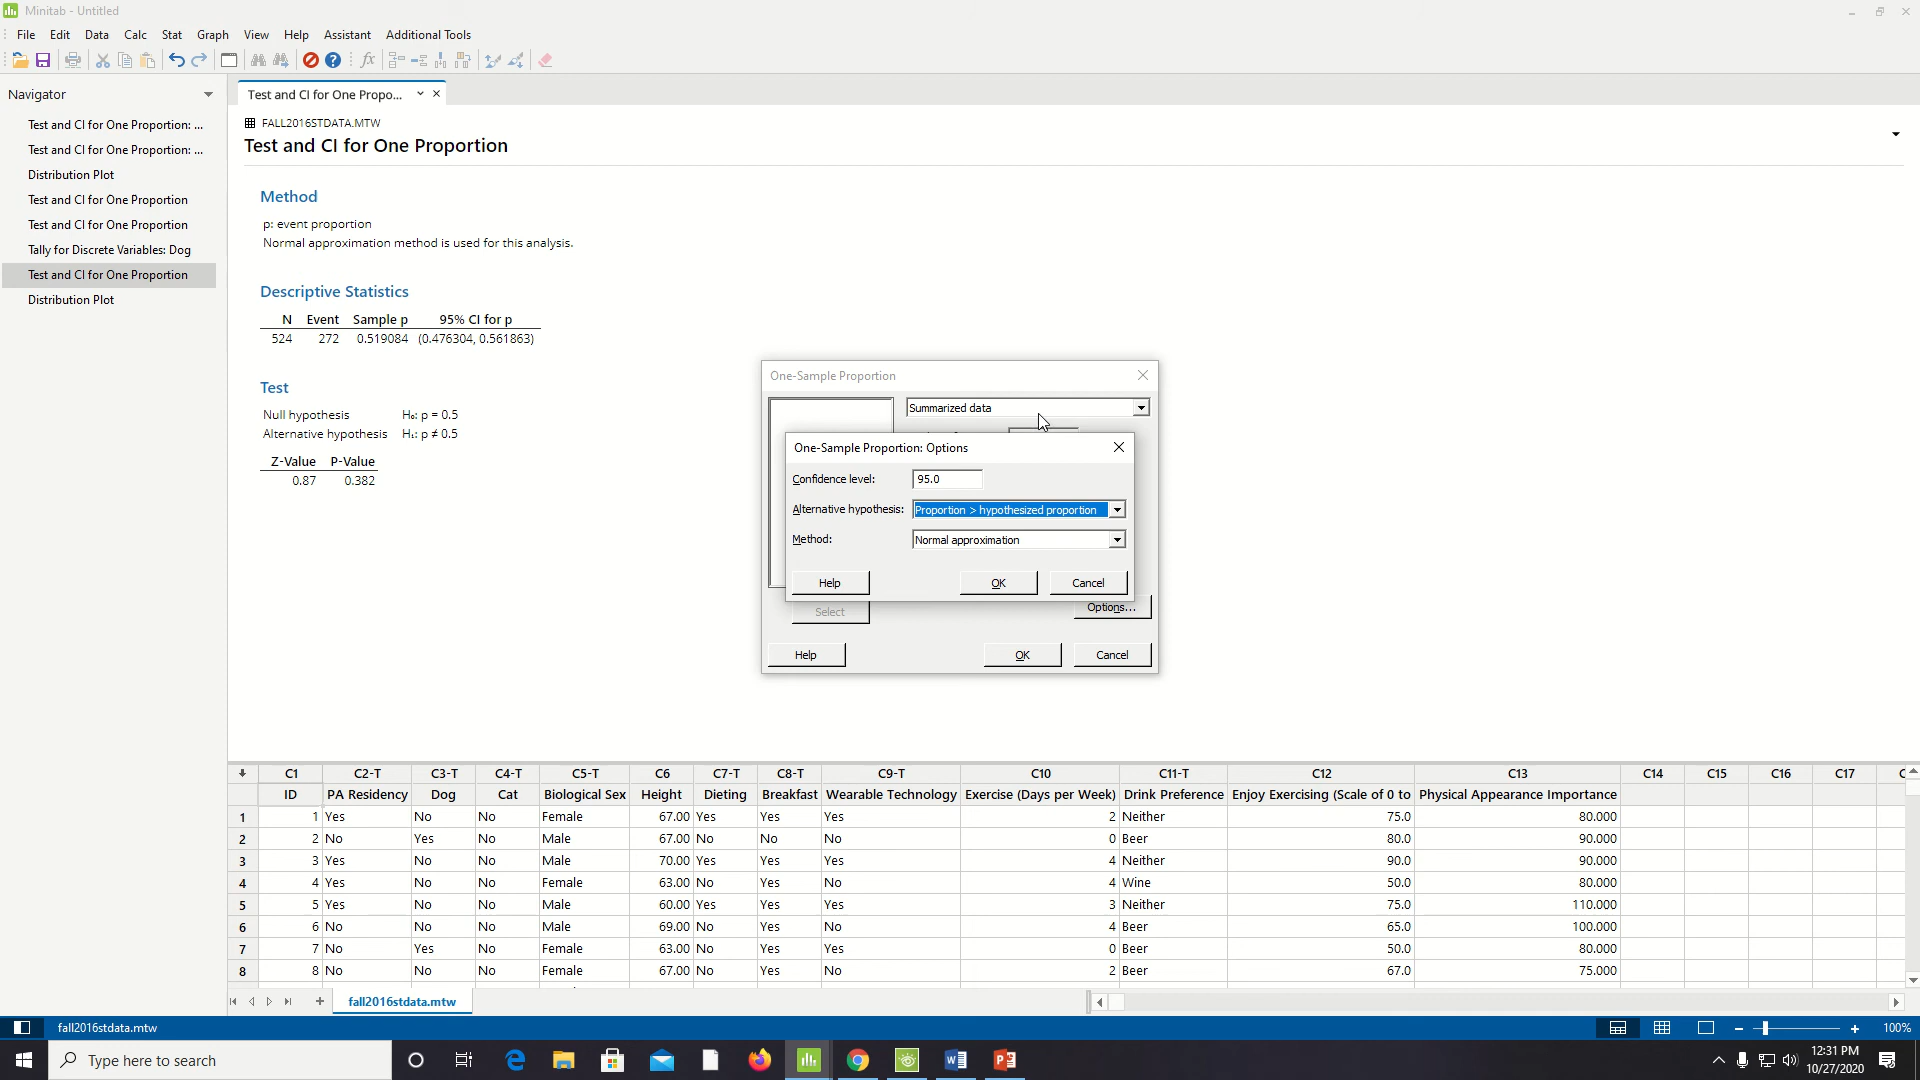 Minitab - Untitled
File Edit Data Calc Stat Graph View Help Assistant Additional Tools
Navigator
Test and CI for One Proportion: ...
Test and CI for One Proportion: ...
Distribution Plot
Test and CI for One Proportion
Test and CI for One Proportion
Tally for Discrete Variables: Dog
Test and CI for One Proportion
Distribution Plot
Test and CI for One Propo...
FALL2016STDATA.MTW
Test and CI for One Proportion
Method
p: event proportion
Normal approximation method is used for this analysis.
Descriptive Statistics
N Event Sample p 95% CI for p
524 272 0.519084 (0.476304, 0.561863)
Test
Null hypothesis H₀: p = 0.5
Alternative hypothesis H₁: p ≠ 0.5
Z-Value P-Value
0.87 0.382
One-Sample Proportion
Summarized data
One-Sample Proportion: Options
Confidence level: 95.0
Alternative hypothesis: Proportion > hypothesized proportion
Method: Normal approximation
Help OK Cancel
Select Options...
Help OK Cancel
C1 C2-T C3-T C4-T C5-T C6 C7-T C8-T C9-T C10 C11-T C12 C13 C14 C15 C16 C17
ID PA Residency Dog Cat Biological Sex Height Dieting Breakfast Wearable Technology Exercise (Days per Week) Drink Preference Enjoy Exercising (Scale of 0 to Physical Appearance Importance
1 1 Yes No No Female 67.00 Yes Yes Yes 2 Neither 75.0 80.000
2 2 No Yes No Male 67.00 No No No 0 Beer 80.0 90.000
3 3 Yes No No Male 70.00 Yes Yes Yes 4 Neither 90.0 90.000
4 4 Yes No No Female 63.00 No Yes No 4 Wine 50.0 80.000
5 5 Yes No No Male 60.00 Yes Yes Yes 3 Neither 75.0 110.000
6 6 No No No Male 69.00 No Yes No 4 Beer 65.0 100.000
7 7 No Yes No Female 63.00 No Yes Yes 0 Beer 50.0 80.000
8 8 No No No Female 67.00 No Yes No 2 Beer 67.0 75.000
fall2016stdata.mtw
fall2016stdata.mtw
100%
Type here to search
12:31 PM
10/27/2020